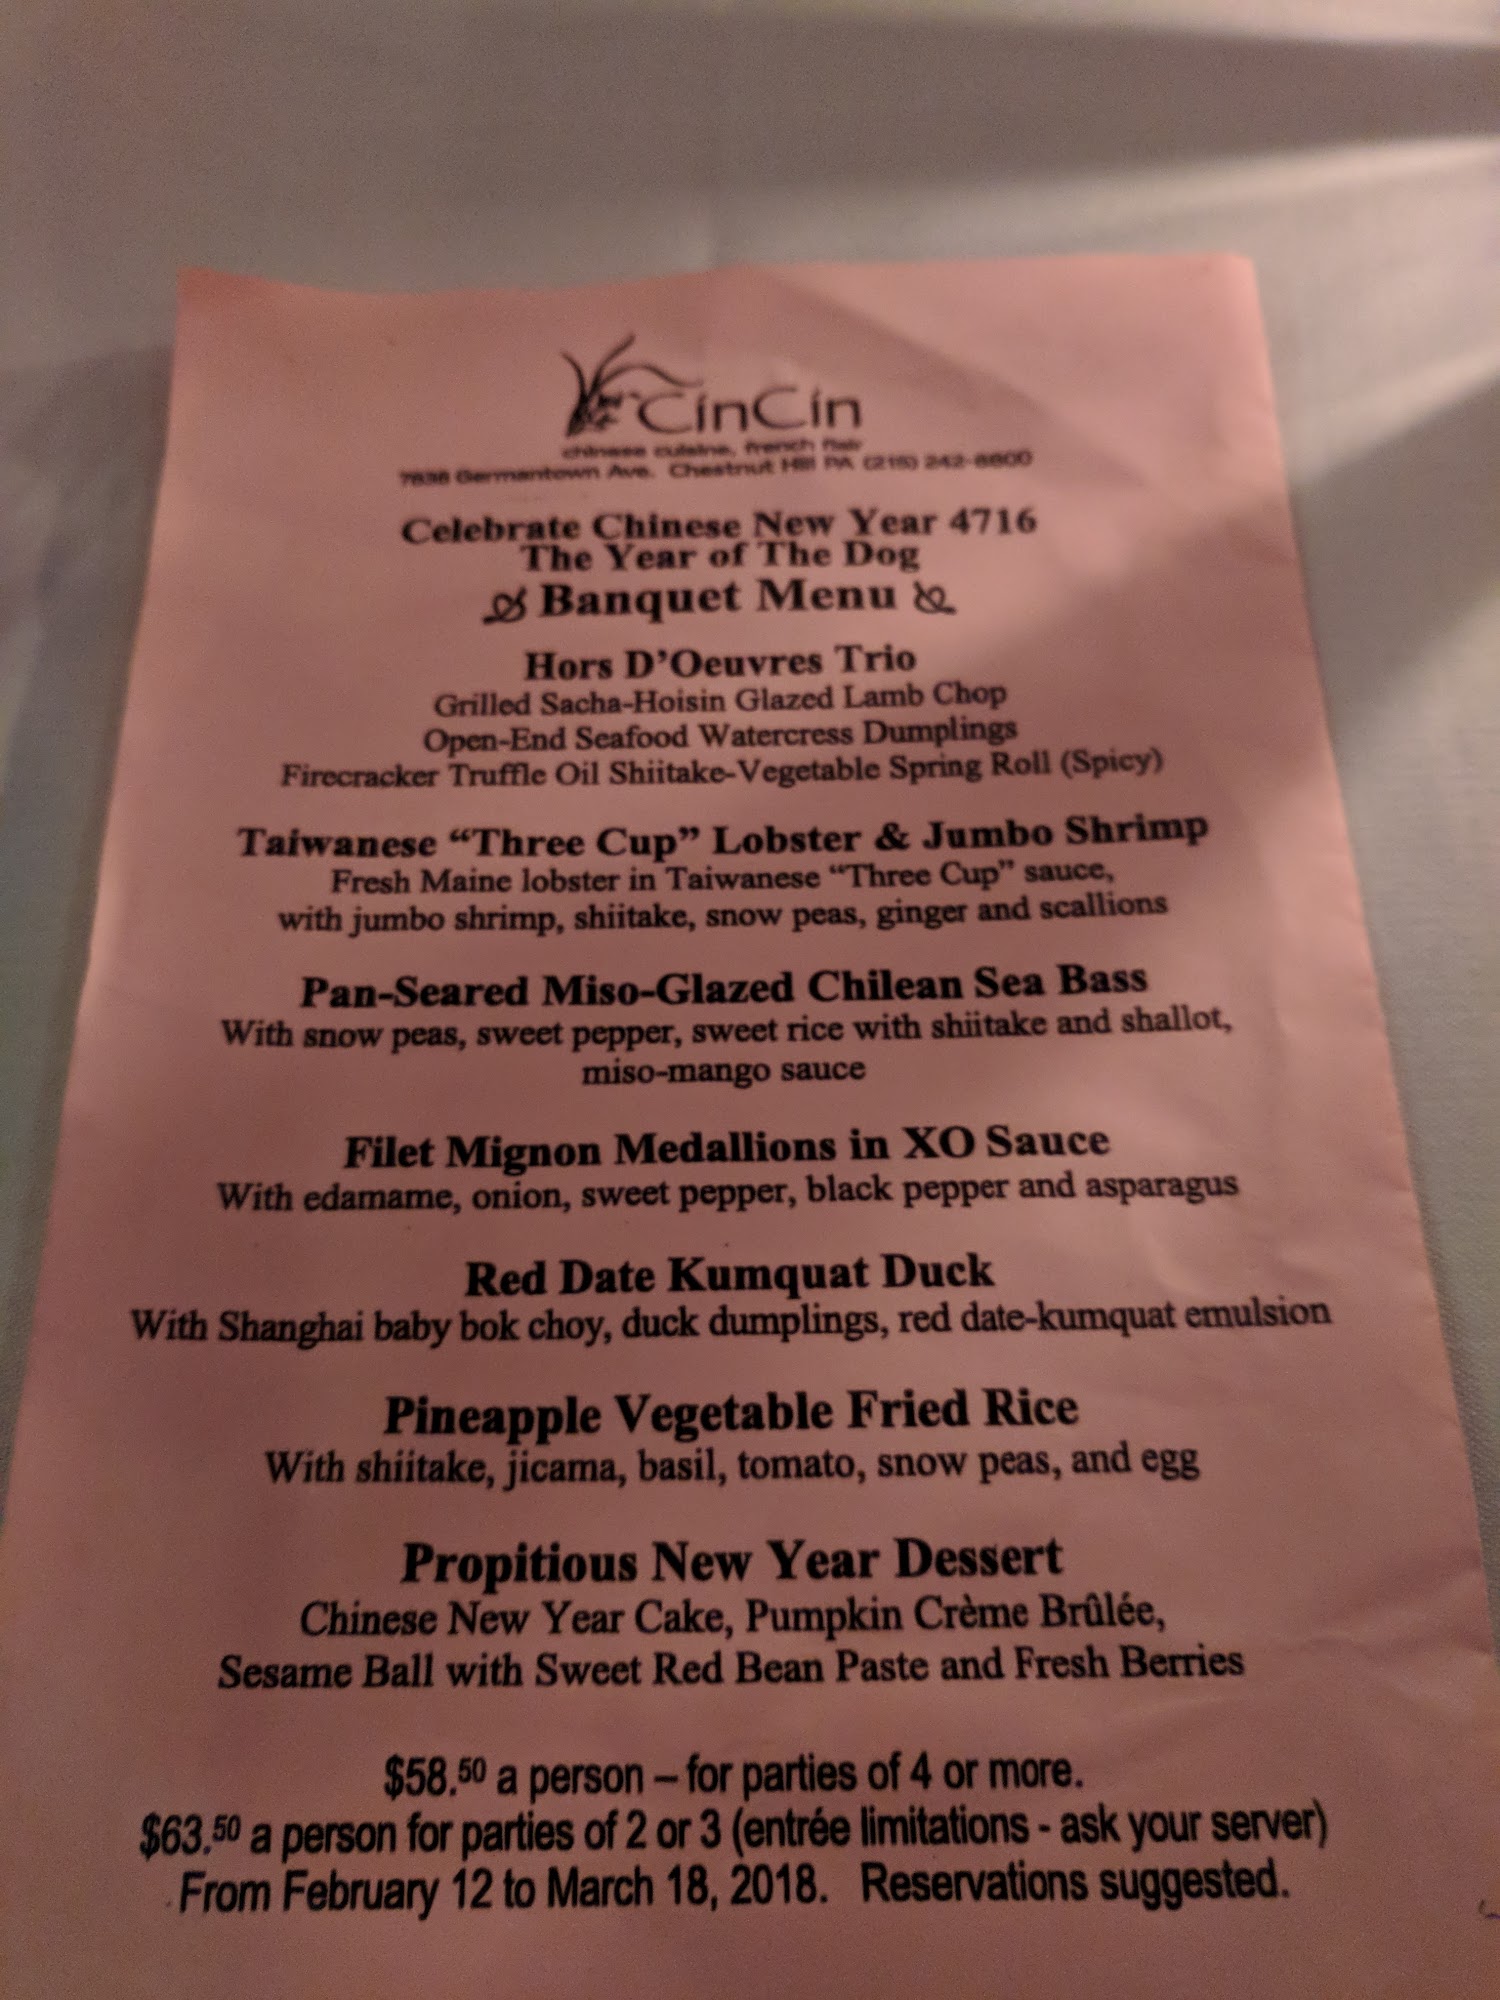 CinCin
chinese cuisine, french flair
7838 Germantown Ave. Chestnut Hill PA (215) 242-8800
Celebrate Chinese New Year 4716
The Year of The Dog
Banquet Menu
Hors D’Oeuvres Trio
Grilled Sacha-Hoisin Glazed Lamb Chop
Open-End Seafood Watercress Dumplings
Firecracker Truffle Oil Shiitake-Vegetable Spring Roll (Spicy)
Taiwanese “Three Cup” Lobster & Jumbo Shrimp
Fresh Maine lobster in Taiwanese “Three Cup” sauce,
with jumbo shrimp, shiitake, snow peas, ginger and scallions
Pan-Seared Miso-Glazed Chilean Sea Bass
With snow peas, sweet pepper, sweet rice with shiitake and shallot,
miso-mango sauce
Filet Mignon Medallions in XO Sauce
With edamame, onion, sweet pepper, black pepper and asparagus
Red Date Kumquat Duck
With Shanghai baby bok choy, duck dumplings, red date-kumquat emulsion
Pineapple Vegetable Fried Rice
With shiitake, jicama, basil, tomato, snow peas, and egg
Propitious New Year Dessert
Chinese New Year Cake, Pumpkin Crème Brûlée,
Sesame Ball with Sweet Red Bean Paste and Fresh Berries
$58.50 a person – for parties of 4 or more.
$63.50 a person for parties of 2 or 3 (entrée limitations - ask your server)
From February 12 to March 18, 2018. Reservations suggested.